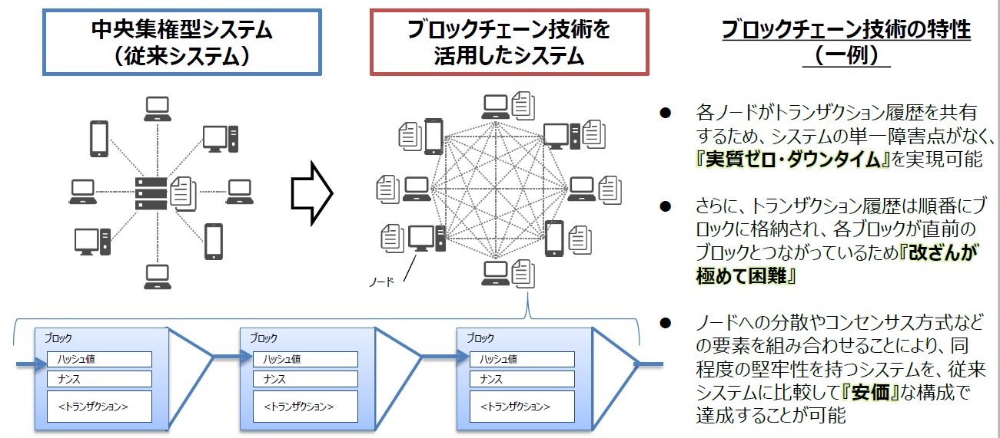 中央集権型システム
（従来システム）
ブロックチェーン技術を
活用したシステム
ブロックチェーン技術の特性
（一例）
● 各ノードがトランザクション履歴を共有
するため、システムの単一障害点がなく、
『実質ゼロ・ダウンタイム』を実現可能
● さらに、トランザクション履歴は順番にブ
ロックに格納され、各ブロックが直前の
ブロックとつながっているため『改ざんが
極めて困難』
● ノードへの分散やコンセンサス方式など
の要素を組み合わせることにより、同
程度の堅牢性を持つシステムを、従来
システムに比較して『安価』な構成で
達成することが可能
ノード
ブロック
ハッシュ値
ナンス
<トランザクション>
ブロック
ハッシュ値
ナンス
<トランザクション>
ブロック
ハッシュ値
ナンス
<トランザクション>